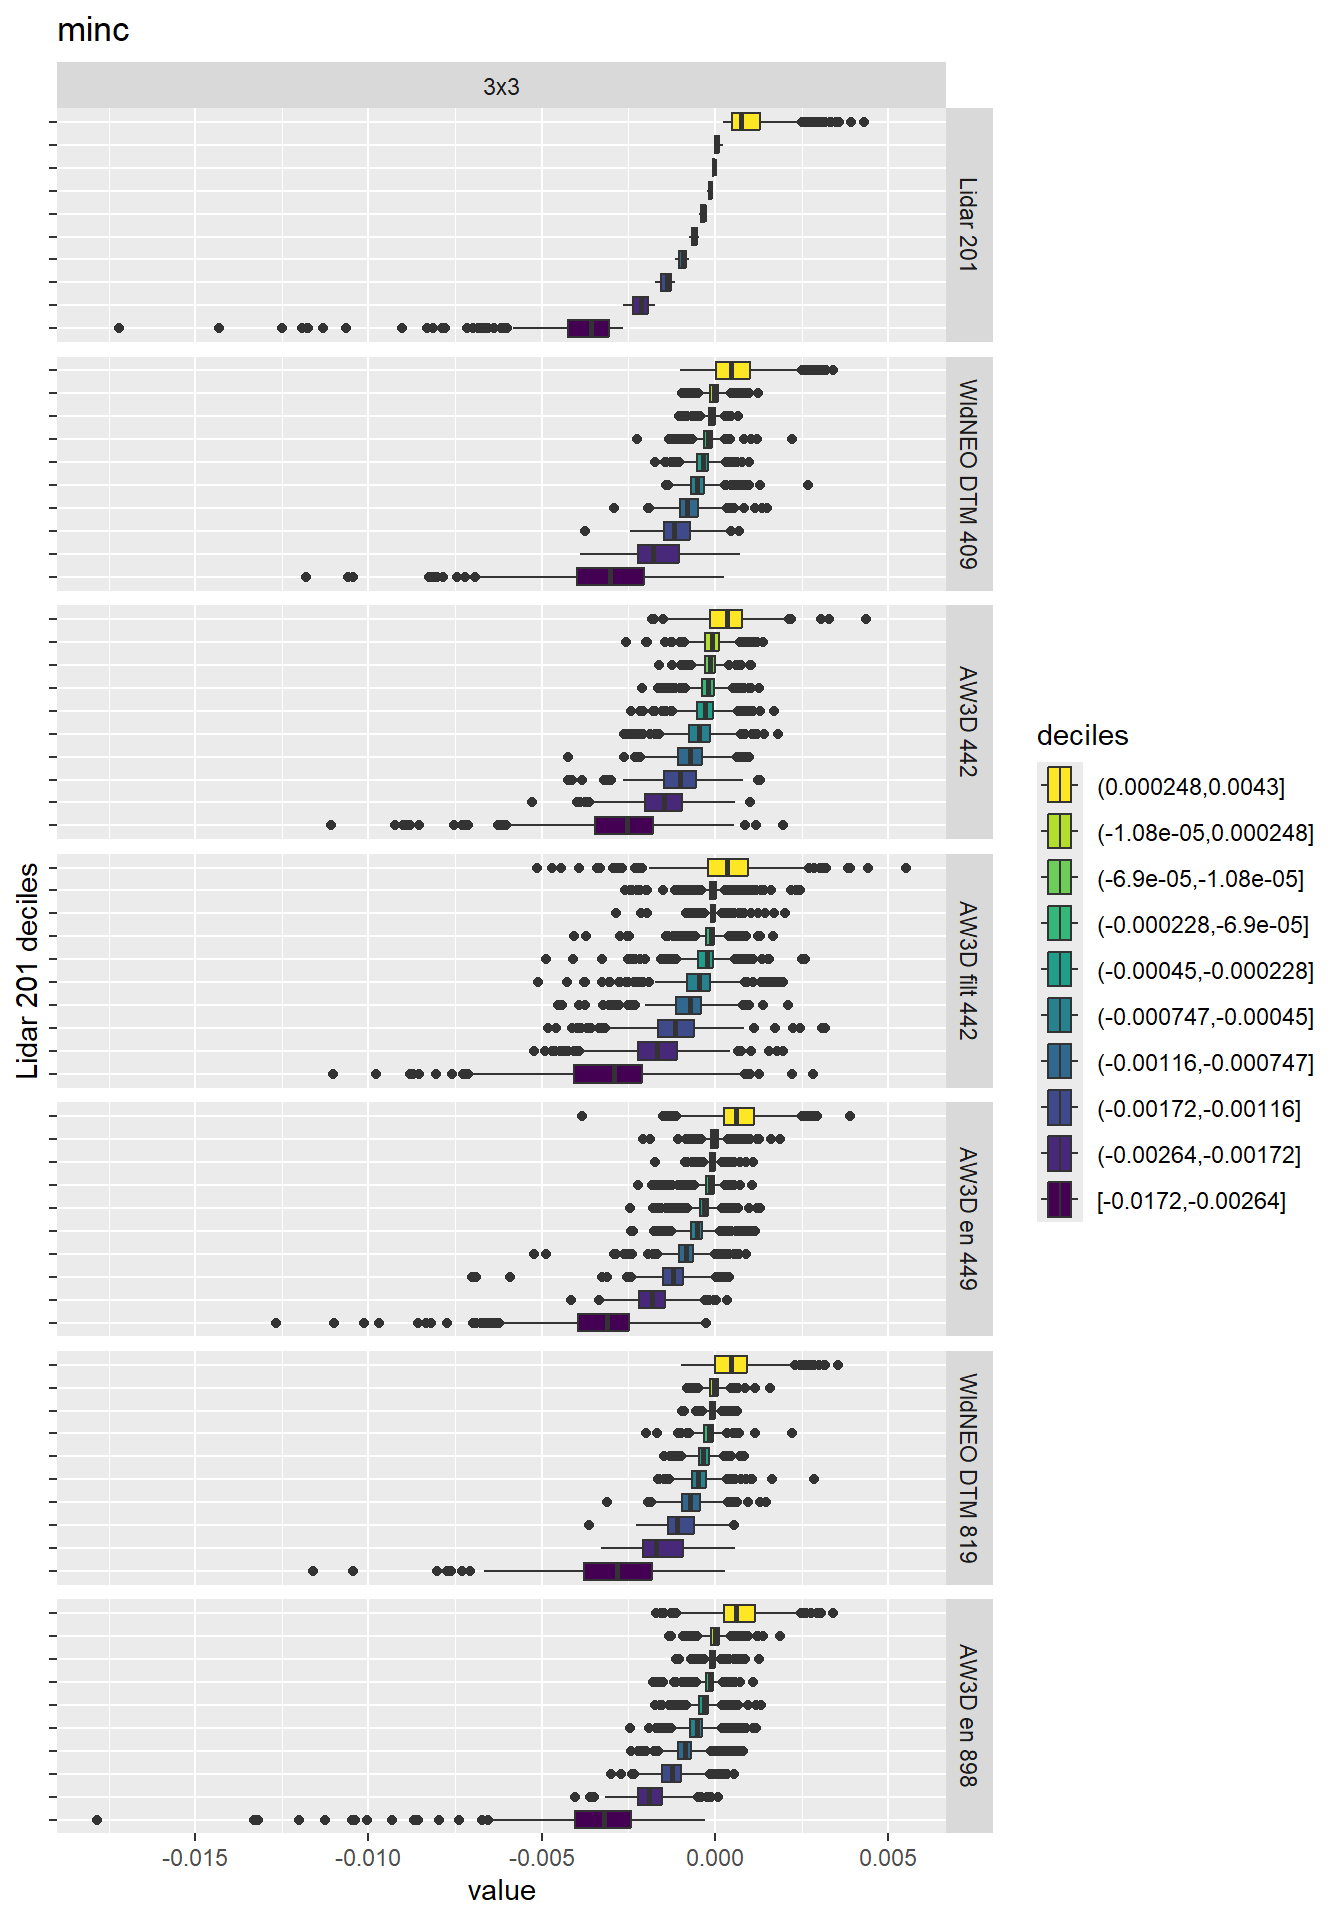 minc
3x3
Lidar 201
WldNEO DTM 409
AW3D 442
AW3D filt 442
AW3D en 449
WldNEO DTM 819
AW3D en 898
Lidar 201 deciles
-0.015
-0.010
-0.005
0.000
0.005
value
deciles
(0.000248,0.0043]
(-1.08e-05,0.000248]
(-6.9e-05,-1.08e-05]
(-0.000228,-6.9e-05]
(-0.00045,-0.000228]
(-0.000747,-0.00045]
(-0.00116,-0.000747]
(-0.00172,-0.00116]
(-0.00264,-0.00172]
[-0.0172,-0.00264]